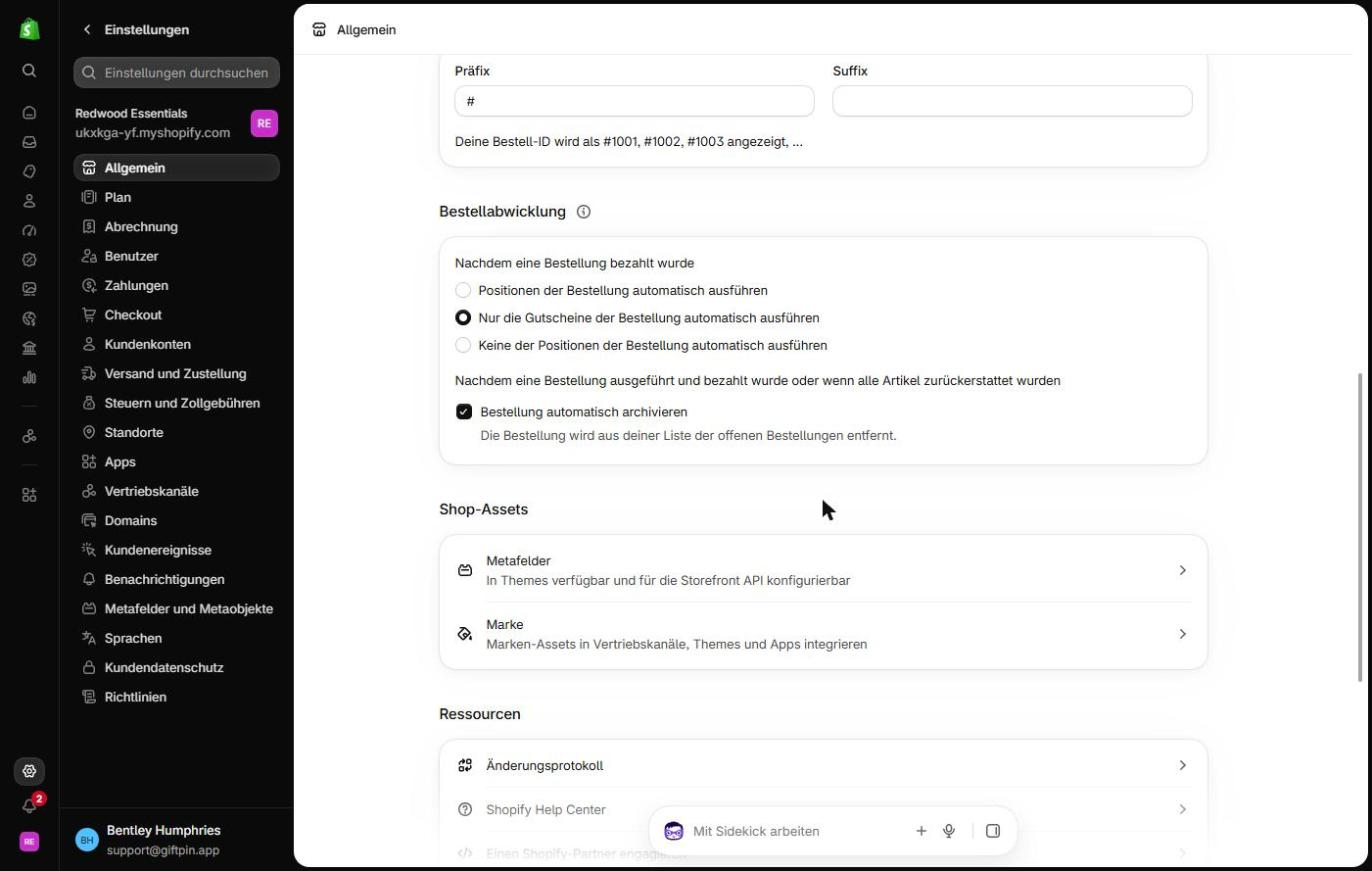 Einstellungen
Einstellungen durchsuchen
Redwood Essentials
ukxkga-yf.myshopify.com
RE
Allgemein
Plan
Abrechnung
Benutzer
Zahlungen
Checkout
Kundenkonten
Versand und Zustellung
Steuern und Zollgebühren
Standorte
Apps
Vertriebskanäle
Domains
Kundenereignisse
Benachrichtigungen
Metafelder und Metaobjekte
Sprachen
Kundendatenschutz
Richtlinien
2
RE
BH
Bentley Humphries
support@giftpin.app
Allgemein
Präfix
Suffix
#
Deine Bestell-ID wird als #1001, #1002, #1003 angezeigt, ...
Bestellabwicklung
Nachdem eine Bestellung bezahlt wurde
Positionen der Bestellung automatisch ausführen
Nur die Gutscheine der Bestellung automatisch ausführen
Keine der Positionen der Bestellung automatisch ausführen
Nachdem eine Bestellung ausgeführt und bezahlt wurde oder wenn alle Artikel zurückerstattet wurden
Bestellung automatisch archivieren
Die Bestellung wird aus deiner Liste der offenen Bestellungen entfernt.
Shop-Assets
Metafelder
In Themes verfügbar und für die Storefront API konfigurierbar
Marke
Marken-Assets in Vertriebskanäle, Themes und Apps integrieren
Ressourcen
Änderungsprotokoll
Shopify Help Center
Mit Sidekick arbeiten
Einen Shopify-Partner engagieren